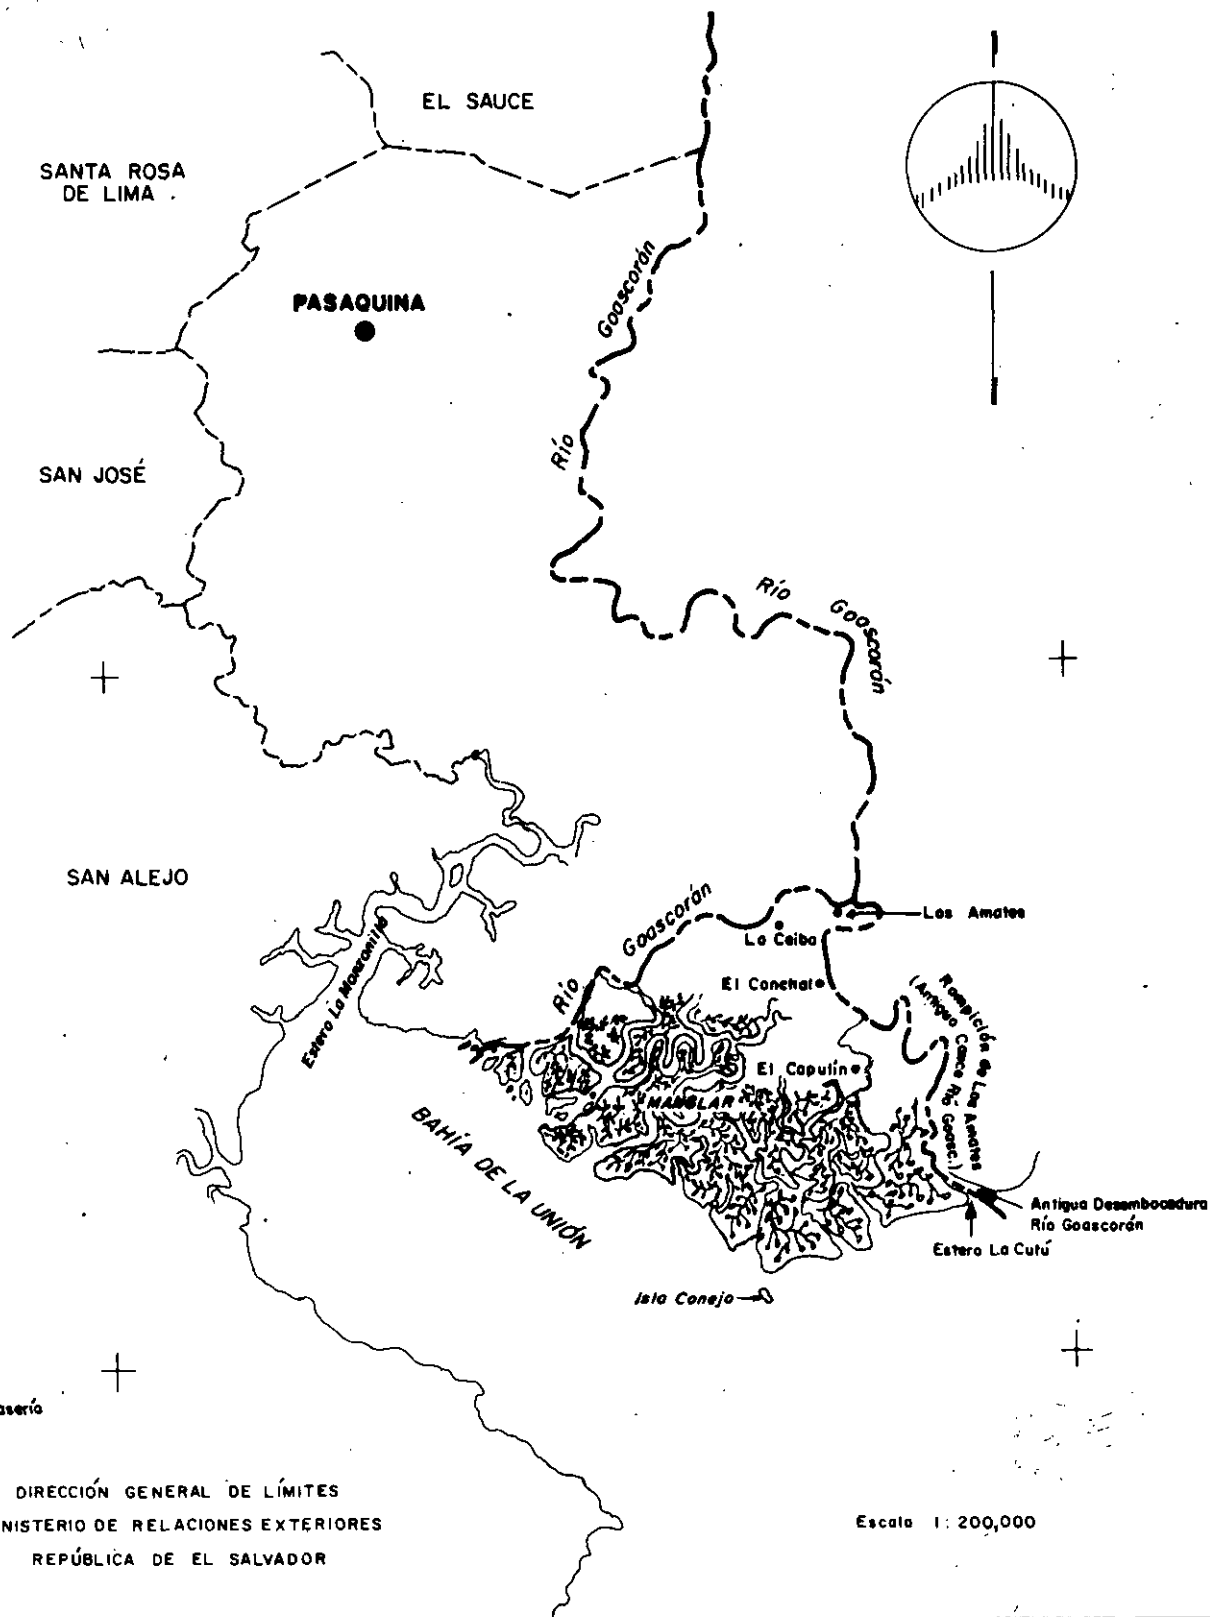 EL SAUCE
SANTA ROSA
DE LIMA
PASAQUINA
Río Goascorán
SAN JOSÉ
Río Goascorán
SAN ALEJO
Estero La Manzanilla
Río Goascorán
Los Amates
La Ceiba
El Conchal
Rompición de Los Amates
(Antiguo Cauce Río Goasc.)
El Capulín
MANGLAR
BAHÍA DE LA UNIÓN
Antigua Desembocadura
Río Goascorán
Estero La Cutú
Isla Conejo
asería
DIRECCIÓN GENERAL DE LÍMITES
NISTERIO DE RELACIONES EXTERIORES
REPÚBLICA DE EL SALVADOR
Escala 1: 200,000